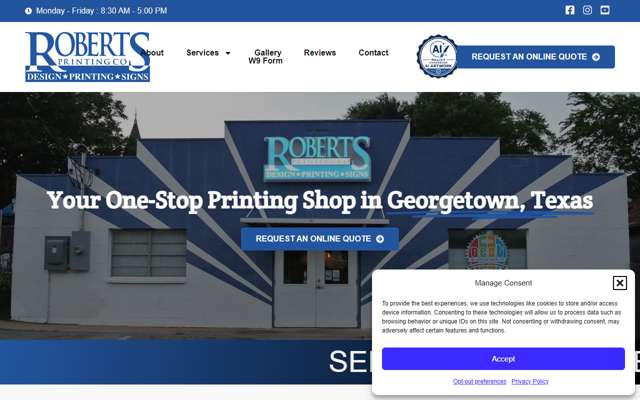 Monday - Friday : 8:30 AM - 5:00 PM
ROBERTS
PRINTING CO.
DESIGN★PRINTING★SIGNS
About
Services
Gallery
Reviews
Contact
W9 Form
AI
AI ARTWORK
REQUEST AN ONLINE QUOTE
ROBERTS
DESIGN★PRINTING★SIGNS
Your One-Stop Printing Shop in Georgetown, Texas
REQUEST AN ONLINE QUOTE
Manage Consent
To provide the best experiences, we use technologies like cookies to store and/or access
device information. Consenting to these technologies will allow us to process data such as
browsing behavior or unique IDs on this site. Not consenting or withdrawing consent, may
adversely affect certain features and functions.
Accept
Opt-out preferences
Privacy Policy